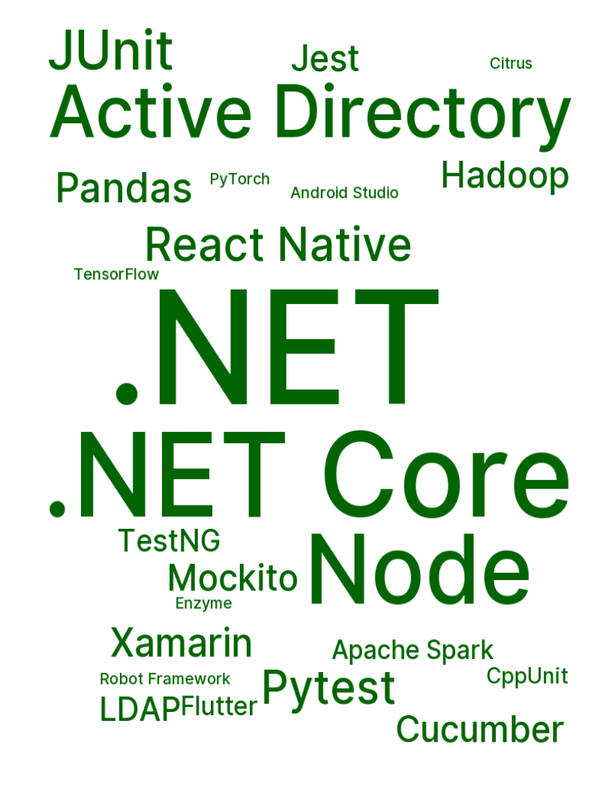 JUnit
Jest
Citrus
Active Directory
Pandas
PyTorch
Android Studio
Hadoop
React Native
TensorFlow
.NET
.NET Core
TestNG
Node
Mockito
Enzyme
Xamarin
Apache Spark
Robot Framework
Pytest
CppUnit
LDAP
Flutter
Cucumber